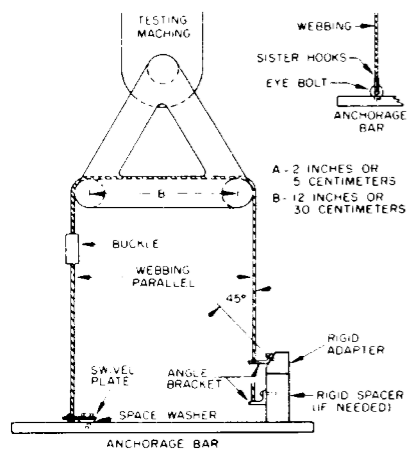 TESTING
MACHING
WEBBING
SISTER HOOKS
EYE BOLT
ANCHORAGE
BAR
A - 2 INCHES OR
5 CENTIMETERS
B - 12 INCHES OR
30 CENTIMETERS
B
BUCKLE
WEBBING
PARALLEL
45°
RIGID
ADAPTER
ANGLE
BRACKET
SWIVEL
PLATE
SPACE WASHER
RIGID SPACER
(IF NEEDED)
ANCHORAGE BAR